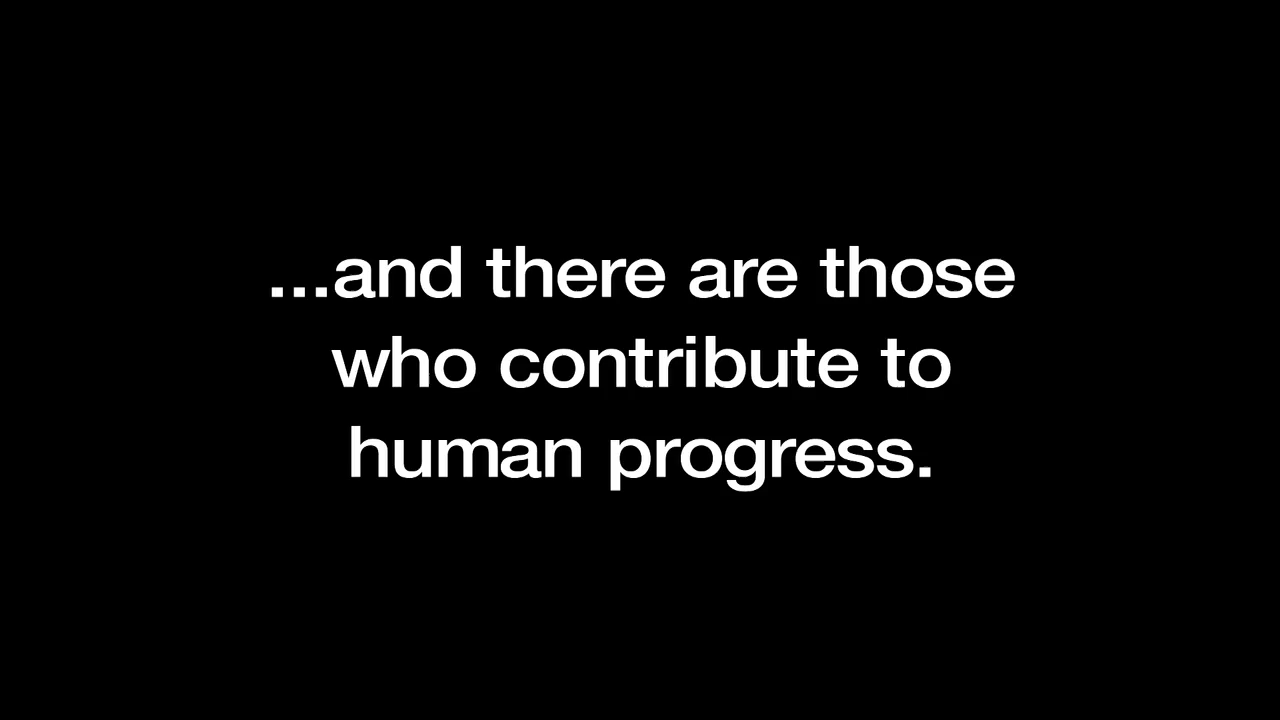 ...and there are those
who contribute to
human progress.